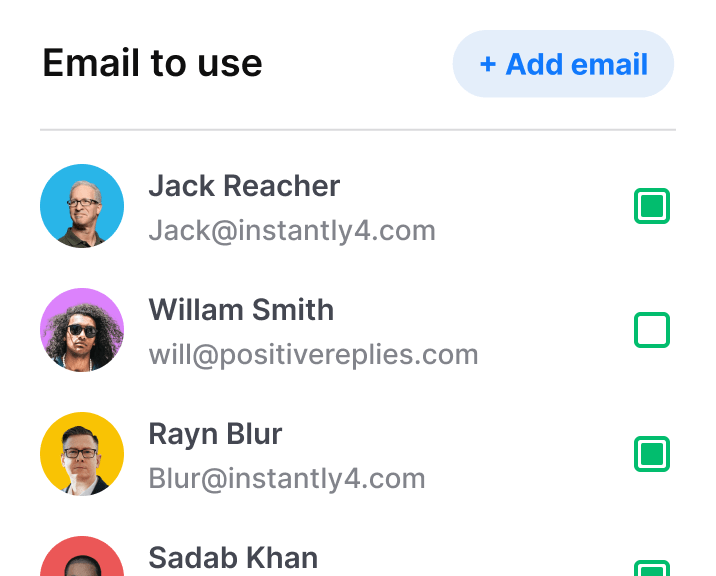 Email to use
+ Add email
Jack Reacher
Jack@instantly4.com
Willam Smith
will@positivereplies.com
Rayn Blur
Blur@instantly4.com
Sadab Khan